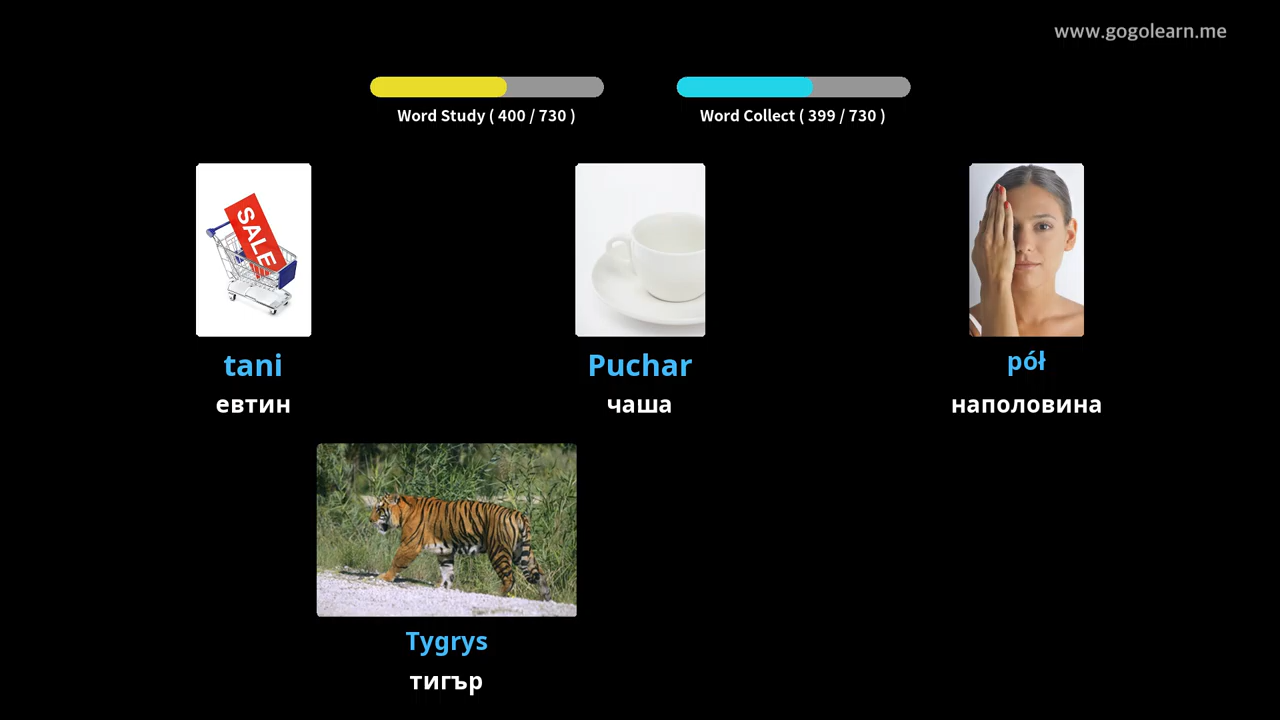 www.gogolearn.me
Word Study ( 400 / 730 )
Word Collect ( 399 / 730 )
SALE
tani
евтин
Puchar
чаша
pół
наполовина
Tygrys
тигър